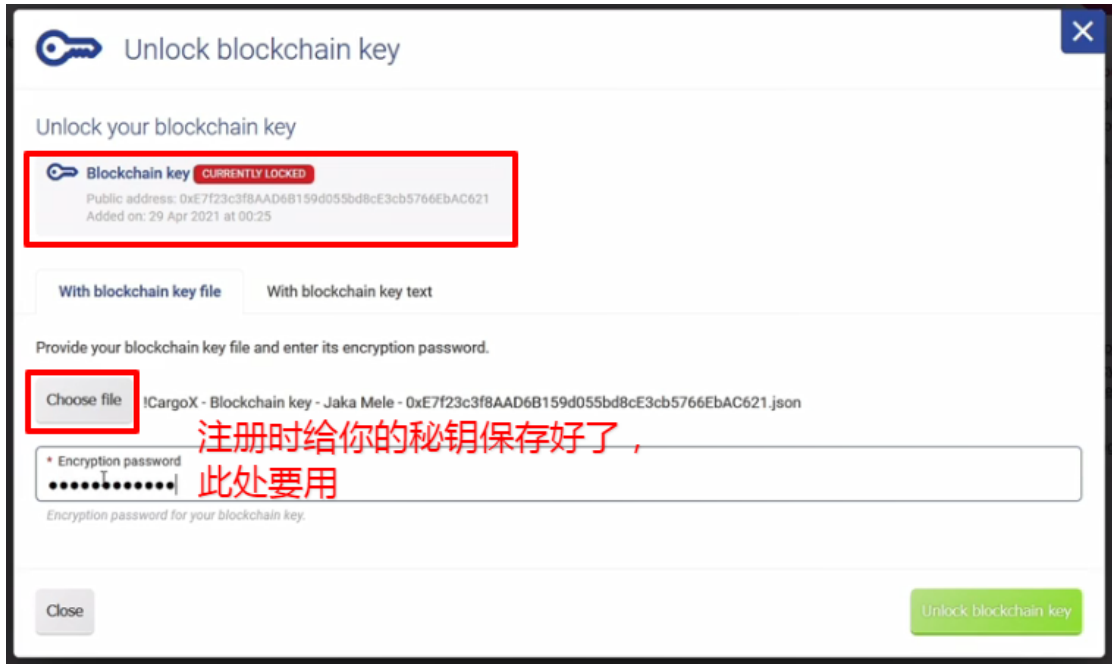 Unlock blockchain key
Unlock your blockchain key
Blockchain key CURRENTLY LOCKED
Public address: 0xE7f23c3f8AAD6B159d055bd8cE3cb5766EbAC621
Added on: 29 Apr 2021 at 00:25
With blockchain key file With blockchain key text
Provide your blockchain key file and enter its encryption password.
Choose file !CargoX - Blockchain key - Jaka Mele - 0xE7f23c3f8AAD6B159d055bd8cE3cb5766EbAC621.json
注册时给你的秘钥保存好了，
* Encryption password
此处要用
Encryption password for your blockchain key.
Close Unlock blockchain key